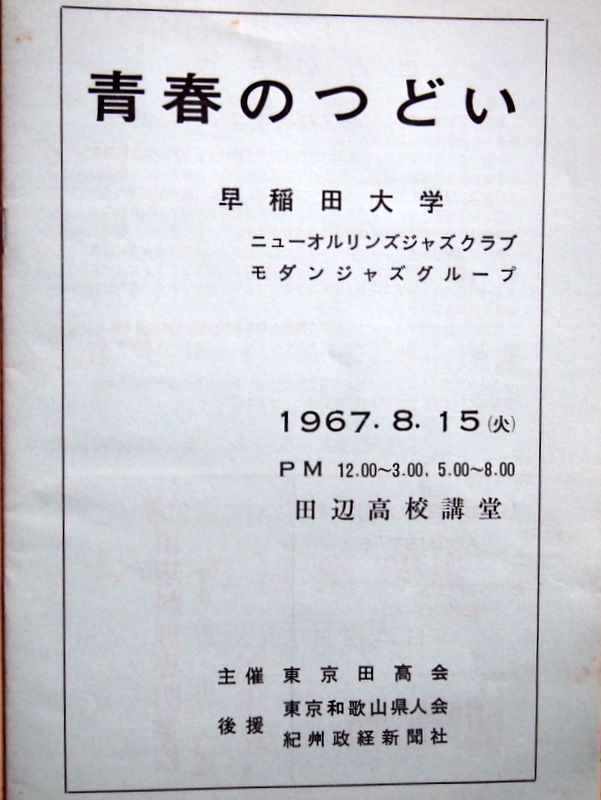 青春のつどい
早稲田大学
ニューオルリンズジャズクラブ
モダンジャズグループ
1967.8.15(火)
PM 12.00~3.00, 5.00~8.00
田辺高校講堂
主催 東京田高会
後援 東京和歌山県人会
紀州政経新聞社